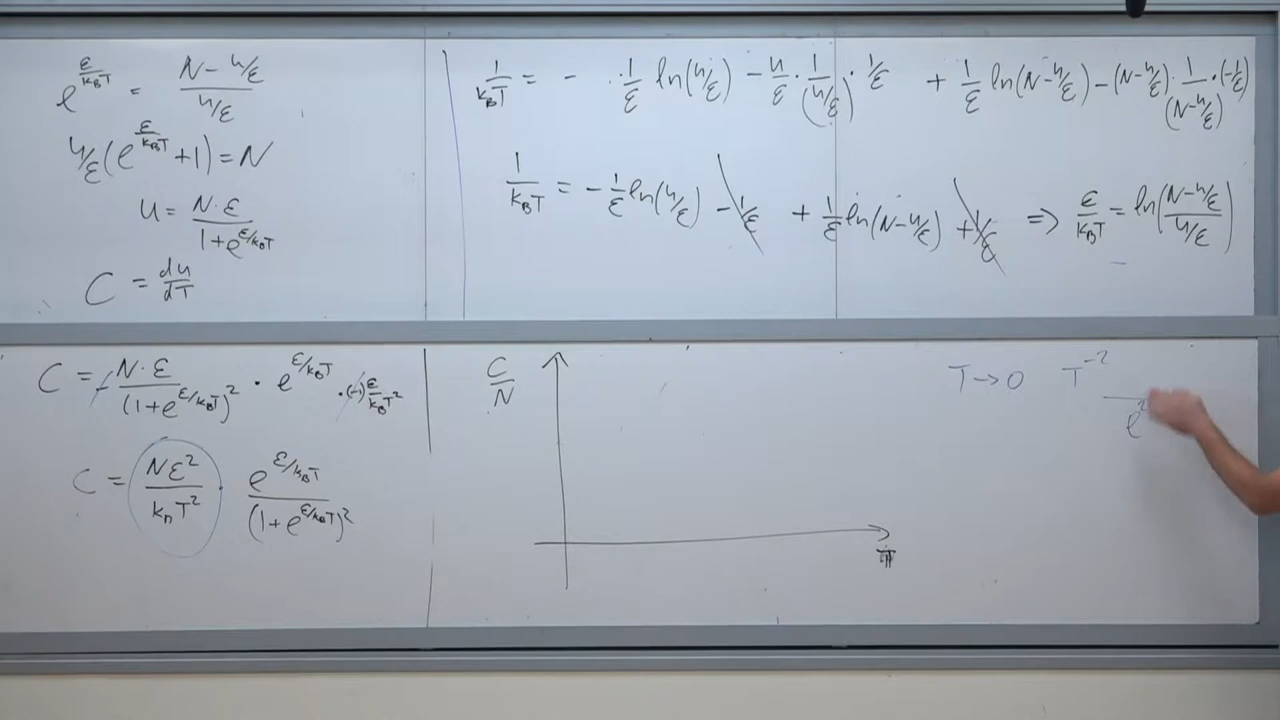 e^{ε/k_BT} = (N - u/ε) / (u/ε)
u/ε (e^{ε/k_BT} + 1) = N
u = N·ε / (1 + e^{ε/k_BT})
C = du/dT
1/k_BT = - · 1/ε ln(u/ε) - u/ε · 1/(u/ε) · 1/ε + 1/ε ln(N - u/ε) - (N - u/ε) · 1/(N - u/ε) · (-1/ε)
1/k_BT = - 1/ε ln(u/ε) - 1/ε + 1/ε ln(N - u/ε) + 1/ε ⇒ ε/k_BT = ln((N - u/ε) / (u/ε))
C = - N·ε / (1 + e^{ε/k_BT})² · e^{ε/k_BT} · (-1) ε/k_BT²
C = Nε²/k_BT² · e^{ε/k_BT} / (1 + e^{ε/k_BT})²
C/N
T
T → 0 T^{-2}
e^2